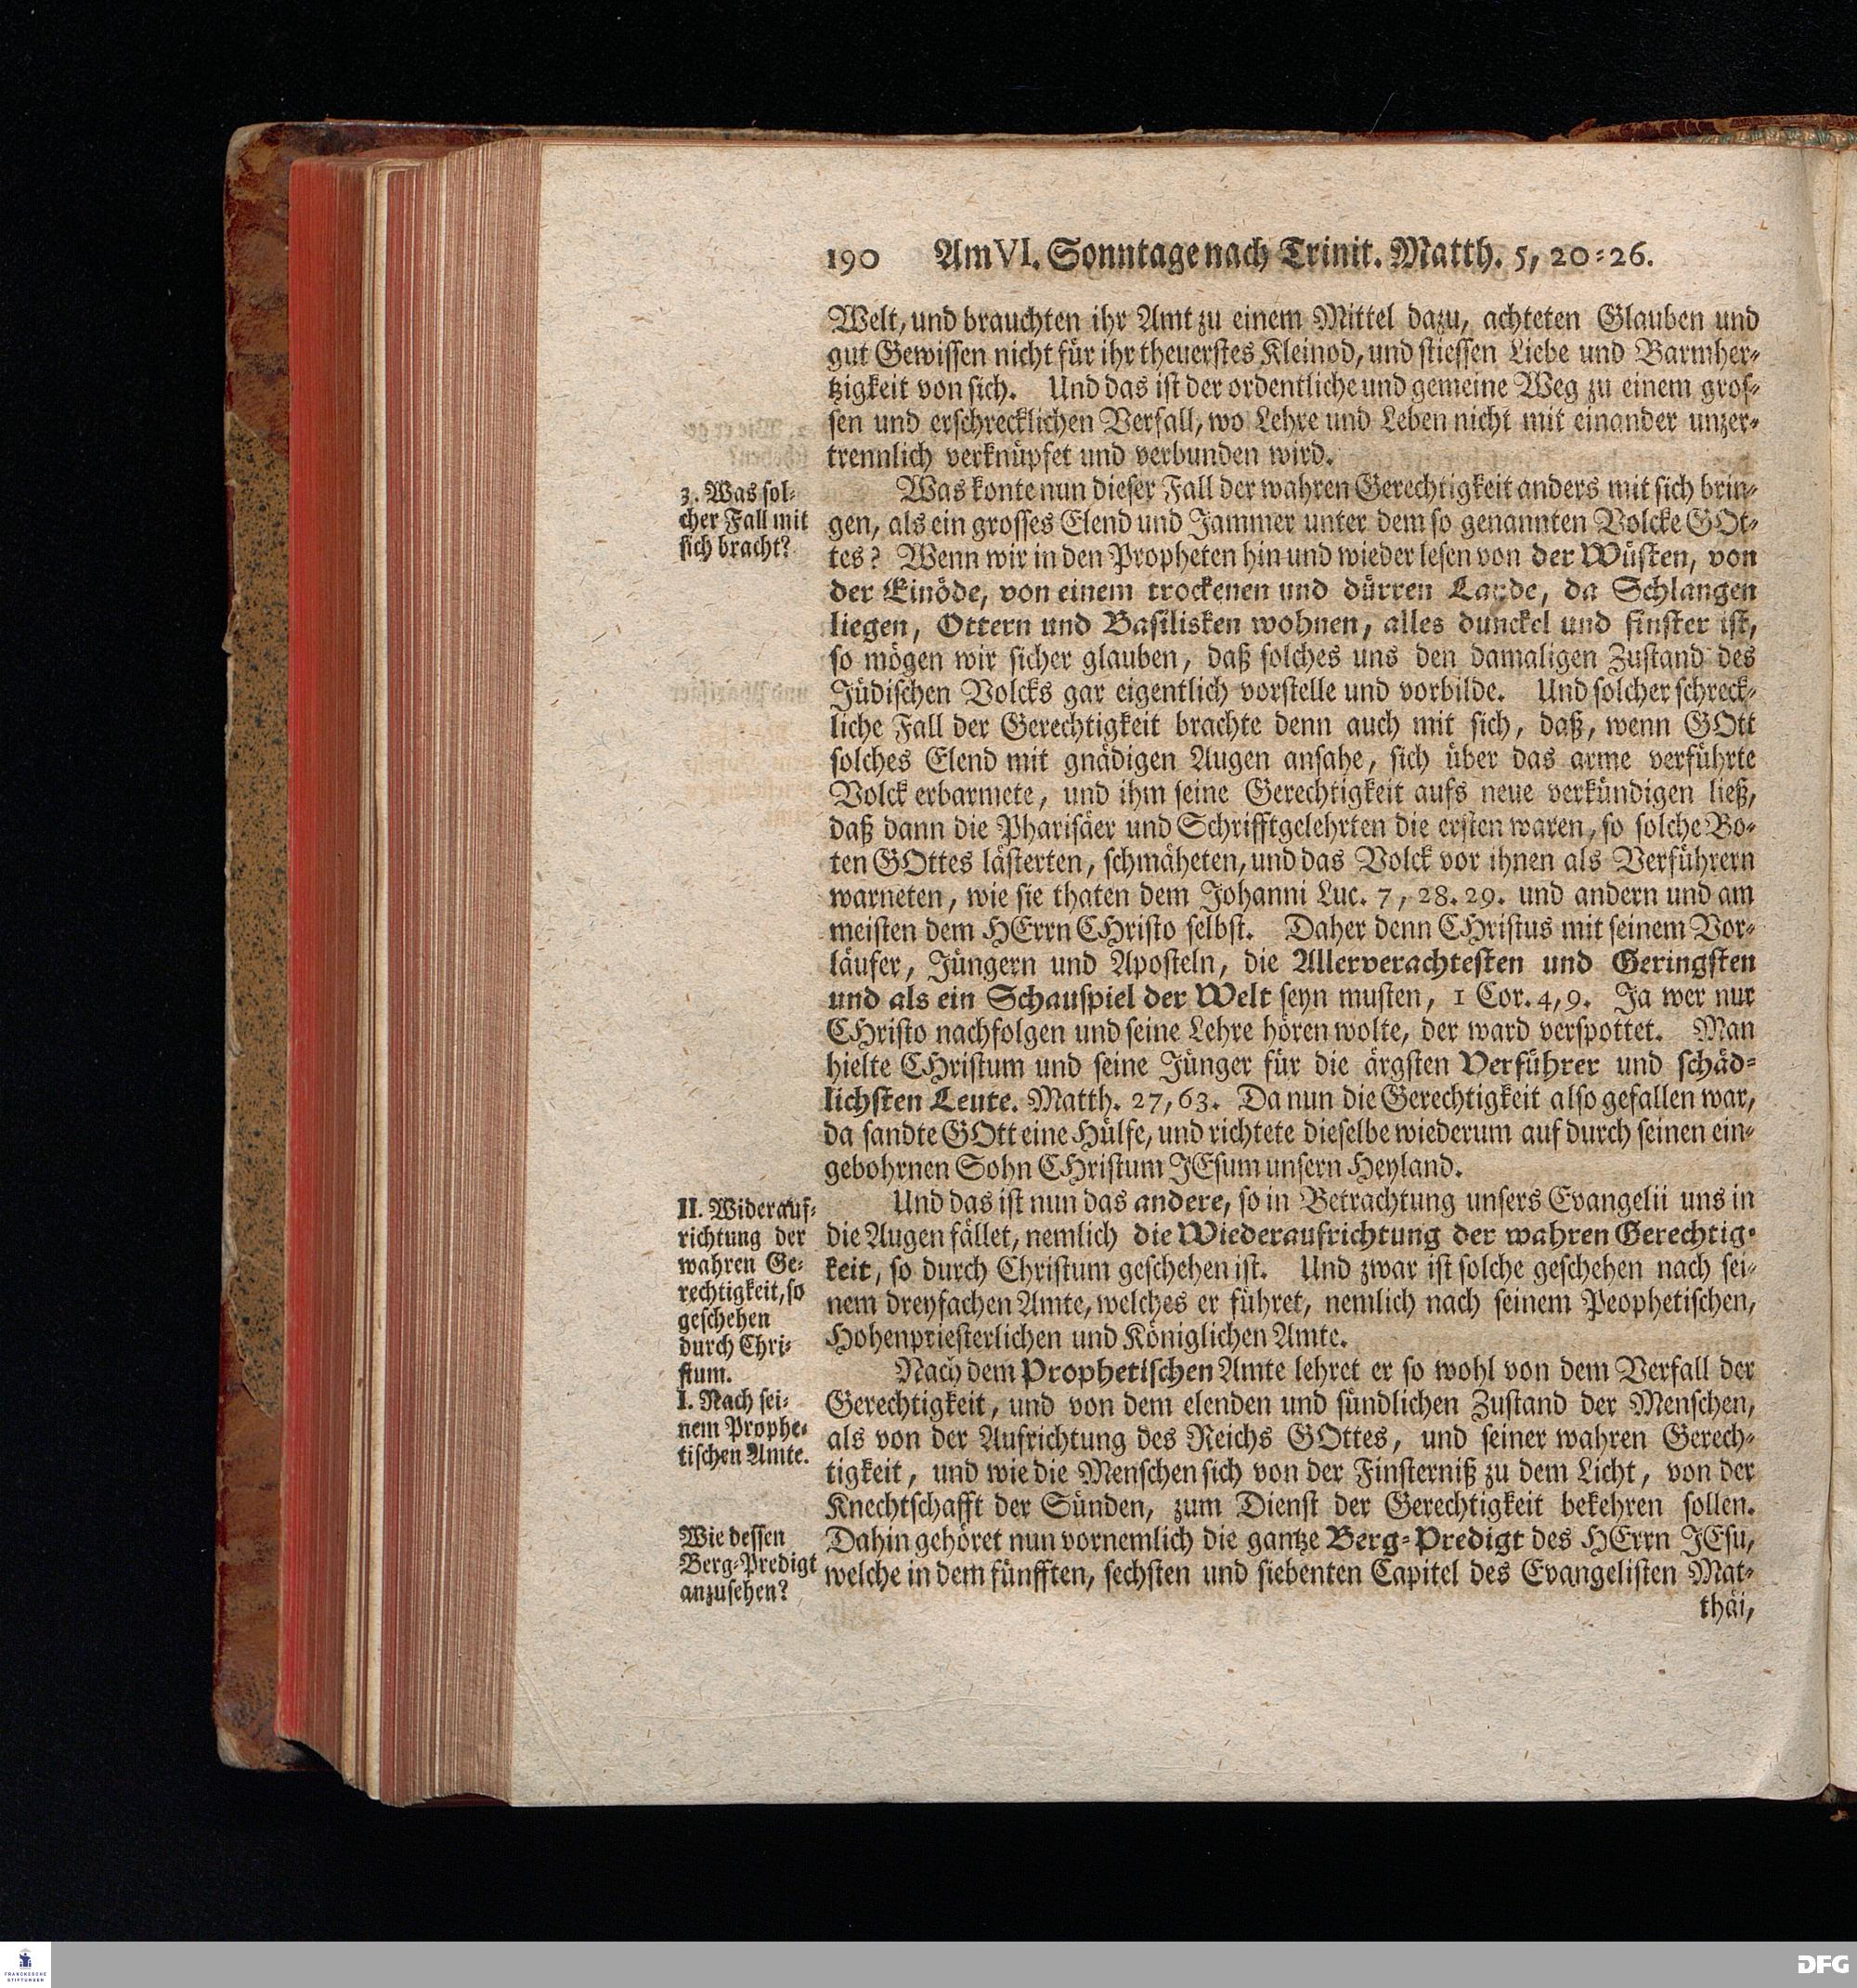 190 Am VI. Sonntage nach Trinit. Matth. 5, 20-26.
Welt, und brauchten ihr Amt zu einem Mittel dazu, achteten Glauben und
gut Gewissen nicht für ihr theuerstes Kleinod, und stiessen Liebe und Barmher-
tzigkeit von sich. Und das ist der ordentliche und gemeine Weg zu einem gros-
sen und erschrecklichen Verfall, wo Lehre und Leben nicht mit einander unzer-
trennlich verknüpfet und verbunden wird.
3. Was sol-
cher Fall mit
sich bracht?
Was konte nun dieser Fall der wahren Gerechtigkeit anders mit sich brin-
gen, als ein grosses Elend und Jammer unter dem so genannten Volcke GOt-
tes? Wenn wir in den Propheten hin und wieder lesen von der Wüsten, von
der Einöde, von einem trockenen und dürren Lande, da Schlangen
liegen, Ottern und Basilisken wohnen, alles dunckel und finster ist,
so mögen wir sicher glauben, daß solches uns den damaligen Zustand des
Jüdischen Volcks gar eigentlich vorstelle und vorbilde. Und solcher schreck-
liche Fall der Gerechtigkeit brachte denn auch mit sich, daß, wenn GOtt
solches Elend mit gnädigen Augen ansahe, sich über das arme verführte
Volck erbarmete, und ihm seine Gerechtigkeit aufs neue verkündigen ließ,
daß dann die Pharisäer und Schrifftgelehrten die ersten waren, so solche Bo-
ten GOttes lästerten, schmäheten, und das Volck vor ihnen als Verführern
warneten, wie sie thaten dem Johanni Luc. 7, 28. 29. und andern und am
meisten dem HErrn CHristo selbst. Daher denn CHristus mit seinem Vor-
läufer, Jüngern und Aposteln, die Allerverachtesten und Geringsten
und als ein Schauspiel der Welt seyn musten, 1 Cor. 4, 9. Ja wer nur
CHristo nachfolgen und seine Lehre hören wolte, der ward verspottet. Man
hielte CHristum und seine Jünger für die ärgsten Verführer und schäd-
lichsten Leute. Matth. 27, 63. Da nun die Gerechtigkeit also gefallen war,
da sandte GOtt eine Hülfe, und richtete dieselbe wiederum auf durch seinen ein-
gebohrnen Sohn CHristum JEsum unsern Heyland.
II. Widerauf-
richtung der
wahren Ge-
rechtigkeit, so
geschehen
durch Chri-
stum.
Und das ist nun das andere, so in Betrachtung unsers Evangelii uns in
die Augen fället, nemlich die Wiederaufrichtung der wahren Gerechtig-
keit, so durch Christum geschehen ist. Und zwar ist solche geschehen nach sei-
nem dreyfachen Amte, welches er führet, nemlich nach seinem Peophetischen,
Hohenpriesterlichen und Königlichen Amte.
I. Nach sei-
nem Prophe-
tischen Amte.
Nach dem Prophetischen Amte lehret er so wohl von dem Verfall der
Gerechtigkeit, und von dem elenden und sündlichen Zustand der Menschen,
als von der Aufrichtung des Reichs GOttes, und seiner wahren Gerech-
tigkeit, und wie die Menschen sich von der Finsterniß zu dem Licht, von der
Knechtschafft der Sünden, zum Dienst der Gerechtigkeit bekehren sollen.
Wie dessen
Berg-Predigt
anzusehen?
Dahin gehöret nun vornemlich die gantze Berg-Predigt des HErrn JEsu,
welche in dem fünfften, sechsten und siebenten Capitel des Evangelisten Mat-
thäi,
FRANCKESCHE
STIFTUNGEN
DFG